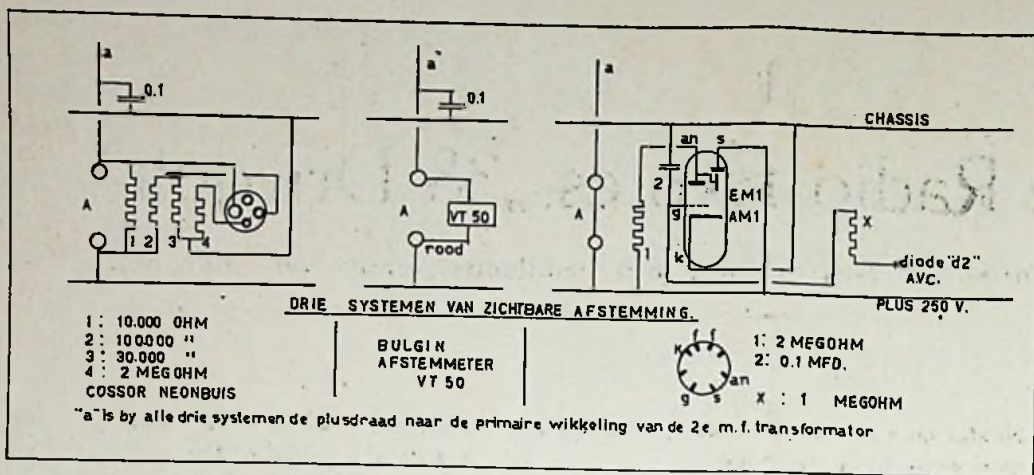 a
0.1
a
0.1
a
CHASSIS
an s
2
EM1
AM1
g
k
A
1 2 3 4
A
VT 50
rood
A
1
x
diode "d2"
A.V.C.
PLUS 250 V.
DRIE SYSTEMEN VAN ZICHTBARE AFSTEMMING.
1 : 10.000 OHM
2 : 100.000 "
3 : 30.000 "
4 : 2 MEGOHM
COSSOR NEONBUIS
BULGIN
AFSTEMMETER
VT 50
k f f
an
g s
1: 2 MEGOHM
2: 0.1 MFD.
X : 1 MEGOHM
"a" is by alle drie systemen de plusdraad naar de primaire wikkeling van de 2e m.f. transformator